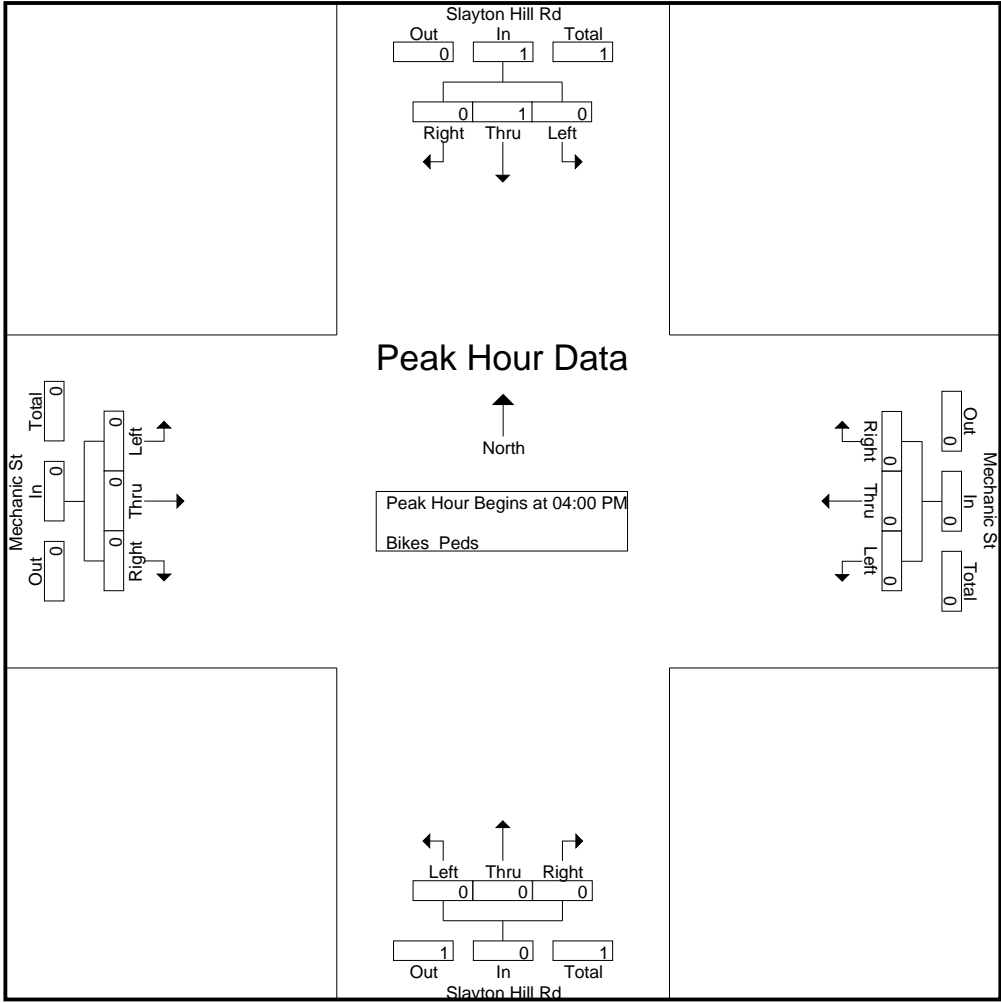 Slayton Hill Rd
Out In Total
0 1 1
0 1 0
Right Thru Left
Peak Hour Data
North
Peak Hour Begins at 04:00 PM
Bikes Peds
Mechanic St
Total In Out
0 0 0
0 0 0
Left Thru Right
Mechanic St
Out In Total
0 0 0
0 0 0
Right Thru Left
Left Thru Right
0 0 0
1 0 1
Out In Total
Slayton Hill Rd